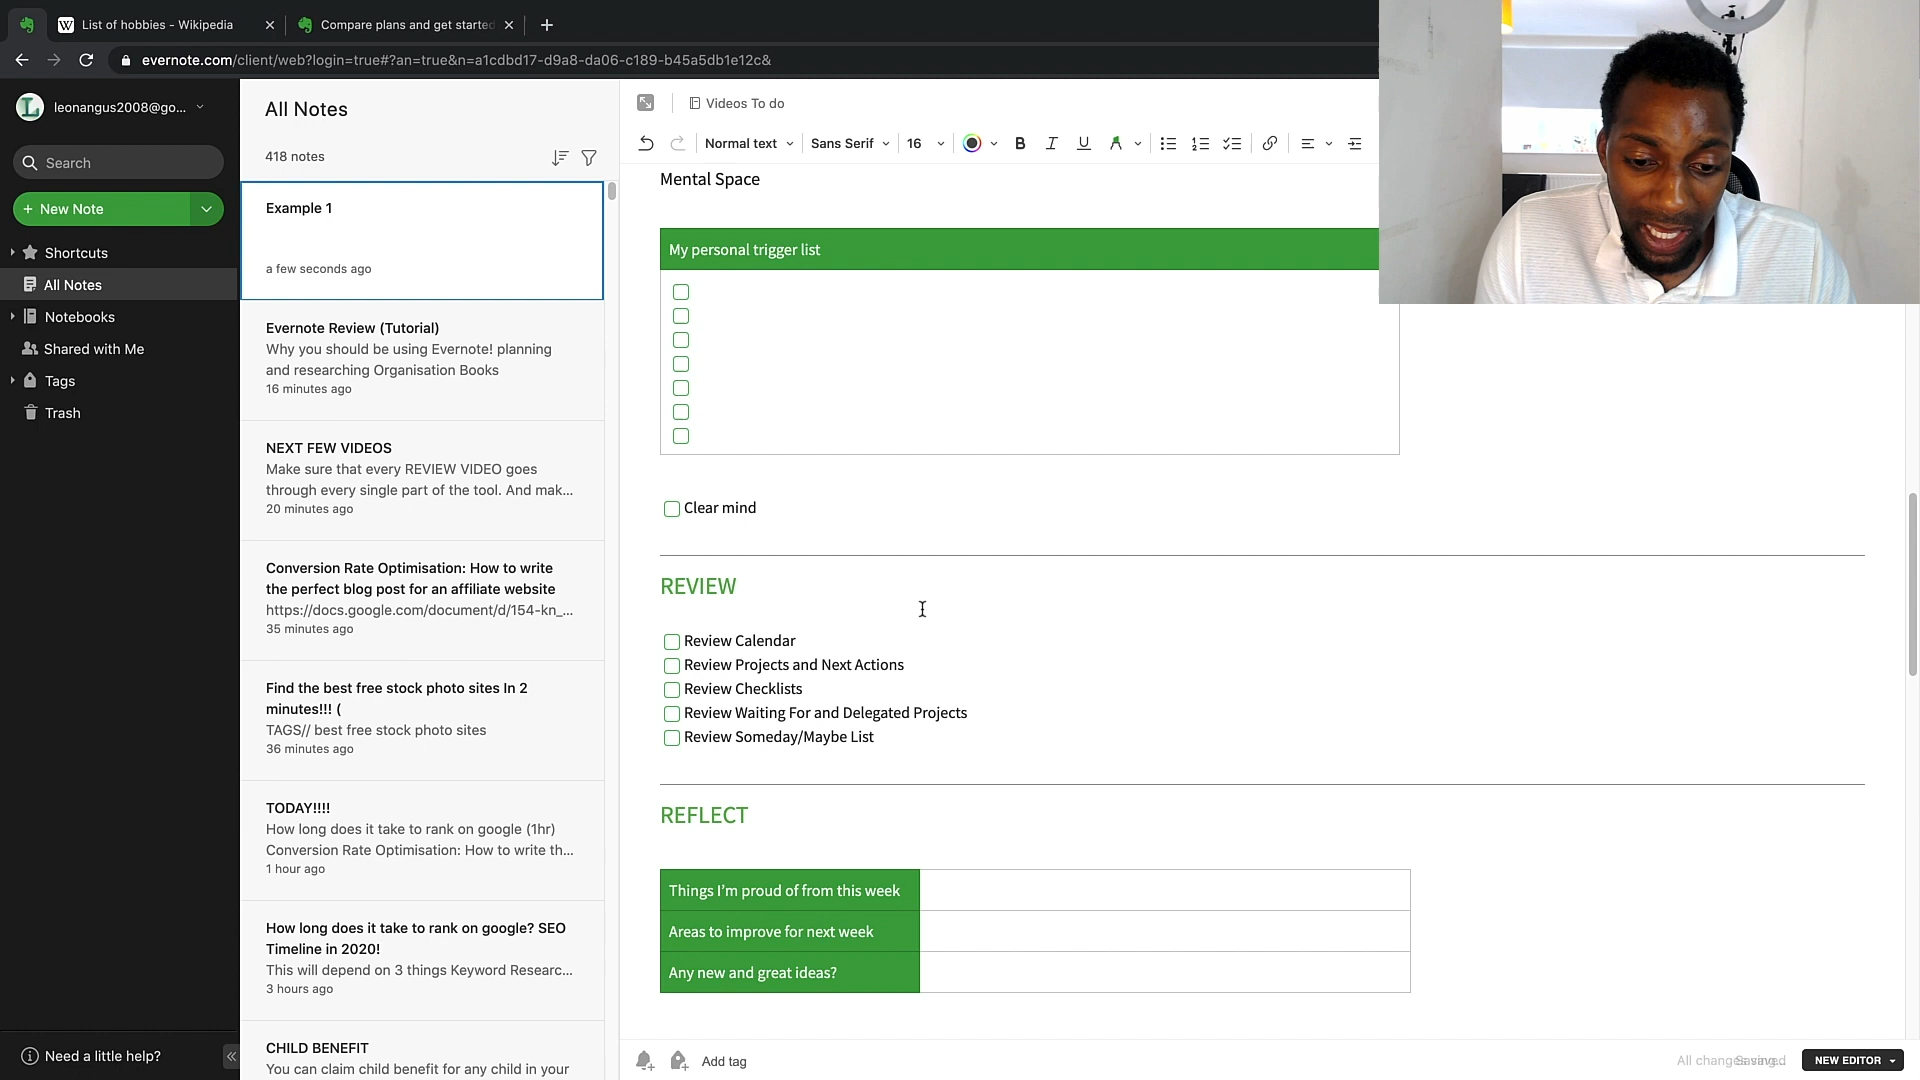 List of hobbies - Wikipedia
Compare plans and get started
evernote.com/client/web?login=true#?an=true&n=a1cdbd17-d9a8-da06-c189-b45a5db1e12c&
L
leonangus2008@go...
Search
+ New Note
Shortcuts
All Notes
Notebooks
Shared with Me
Tags
Trash
Need a little help?
All Notes
418 notes
Example 1
a few seconds ago
Evernote Review (Tutorial)
Why you should be using Evernote! planning
and researching Organisation Books
16 minutes ago
NEXT FEW VIDEOS
Make sure that every REVIEW VIDEO goes
through every single part of the tool. And mak...
20 minutes ago
Conversion Rate Optimisation: How to write
the perfect blog post for an affiliate website
https://docs.google.com/document/d/154-kn_...
35 minutes ago
Find the best free stock photo sites In 2
minutes!!! (
TAGS// best free stock photo sites
36 minutes ago
TODAY!!!!
How long does it take to rank on google (1hr)
Conversion Rate Optimisation: How to write th...
1 hour ago
How long does it take to rank on google? SEO
Timeline in 2020!
This will depend on 3 things Keyword Researc...
3 hours ago
CHILD BENEFIT
You can claim child benefit for any child in your
Videos To do
Normal text
Sans Serif
16
B I U A
Mental Space
My personal trigger list
Clear mind
REVIEW
Review Calendar
Review Projects and Next Actions
Review Checklists
Review Waiting For and Delegated Projects
Review Someday/Maybe List
REFLECT
Things I'm proud of from this week
Areas to improve for next week
Any new and great ideas?
Add tag
All changes
NEW EDITOR